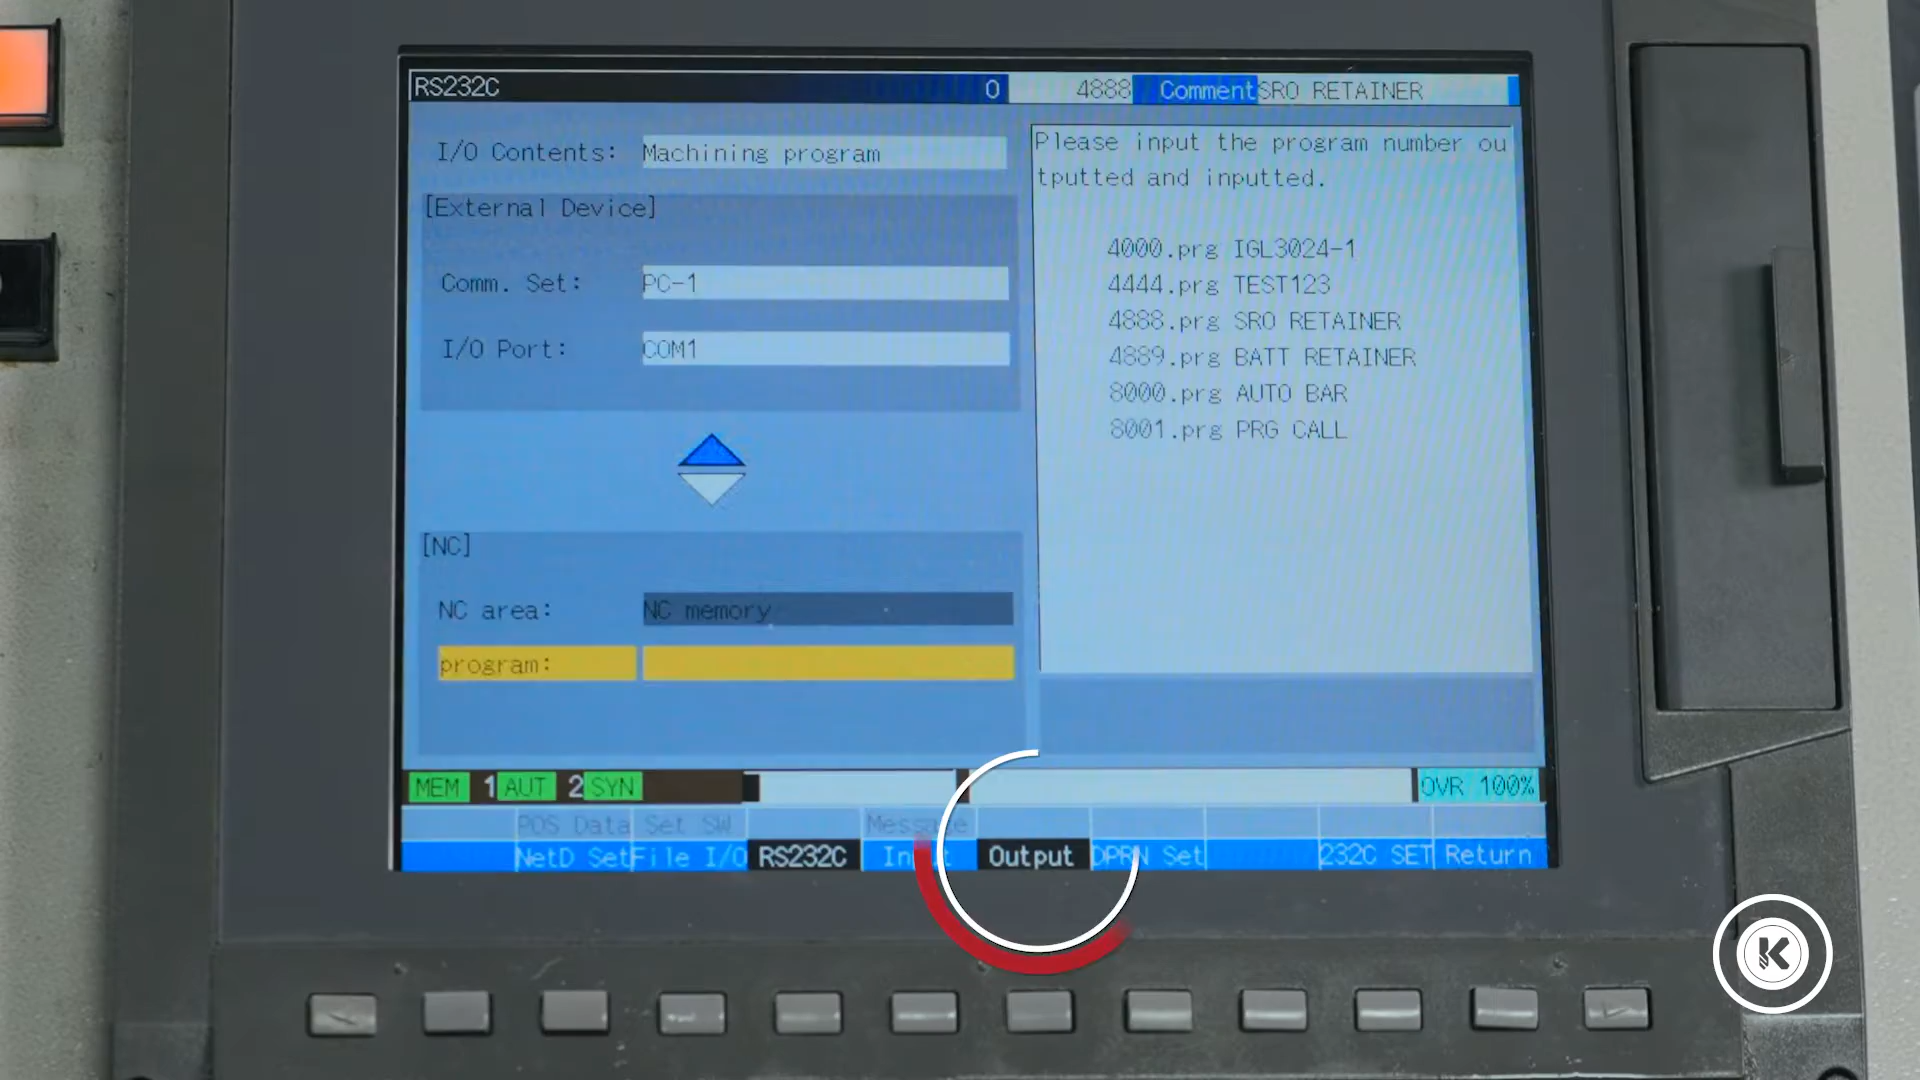 RS232C 0 4888 Comment SRO RETAINER
I/O Contents: Machining program
[External Device]
Comm. Set: PC-1
I/O Port: COM1
[NC]
NC area: NC memory
program:
Please input the program number ou
tputted and inputted.
4000.prg IGL3024-1
4444.prg TEST123
4888.prg SRO RETAINER
4889.prg BATT RETAINER
8000.prg AUTO BAR
8001.prg PRG CALL
MEM 1 AUT 2 SYN OVR 100%
POS Data Set SW Message
NetD Set File I/O RS232C Input Output DPRN Set 232C SET Return
K